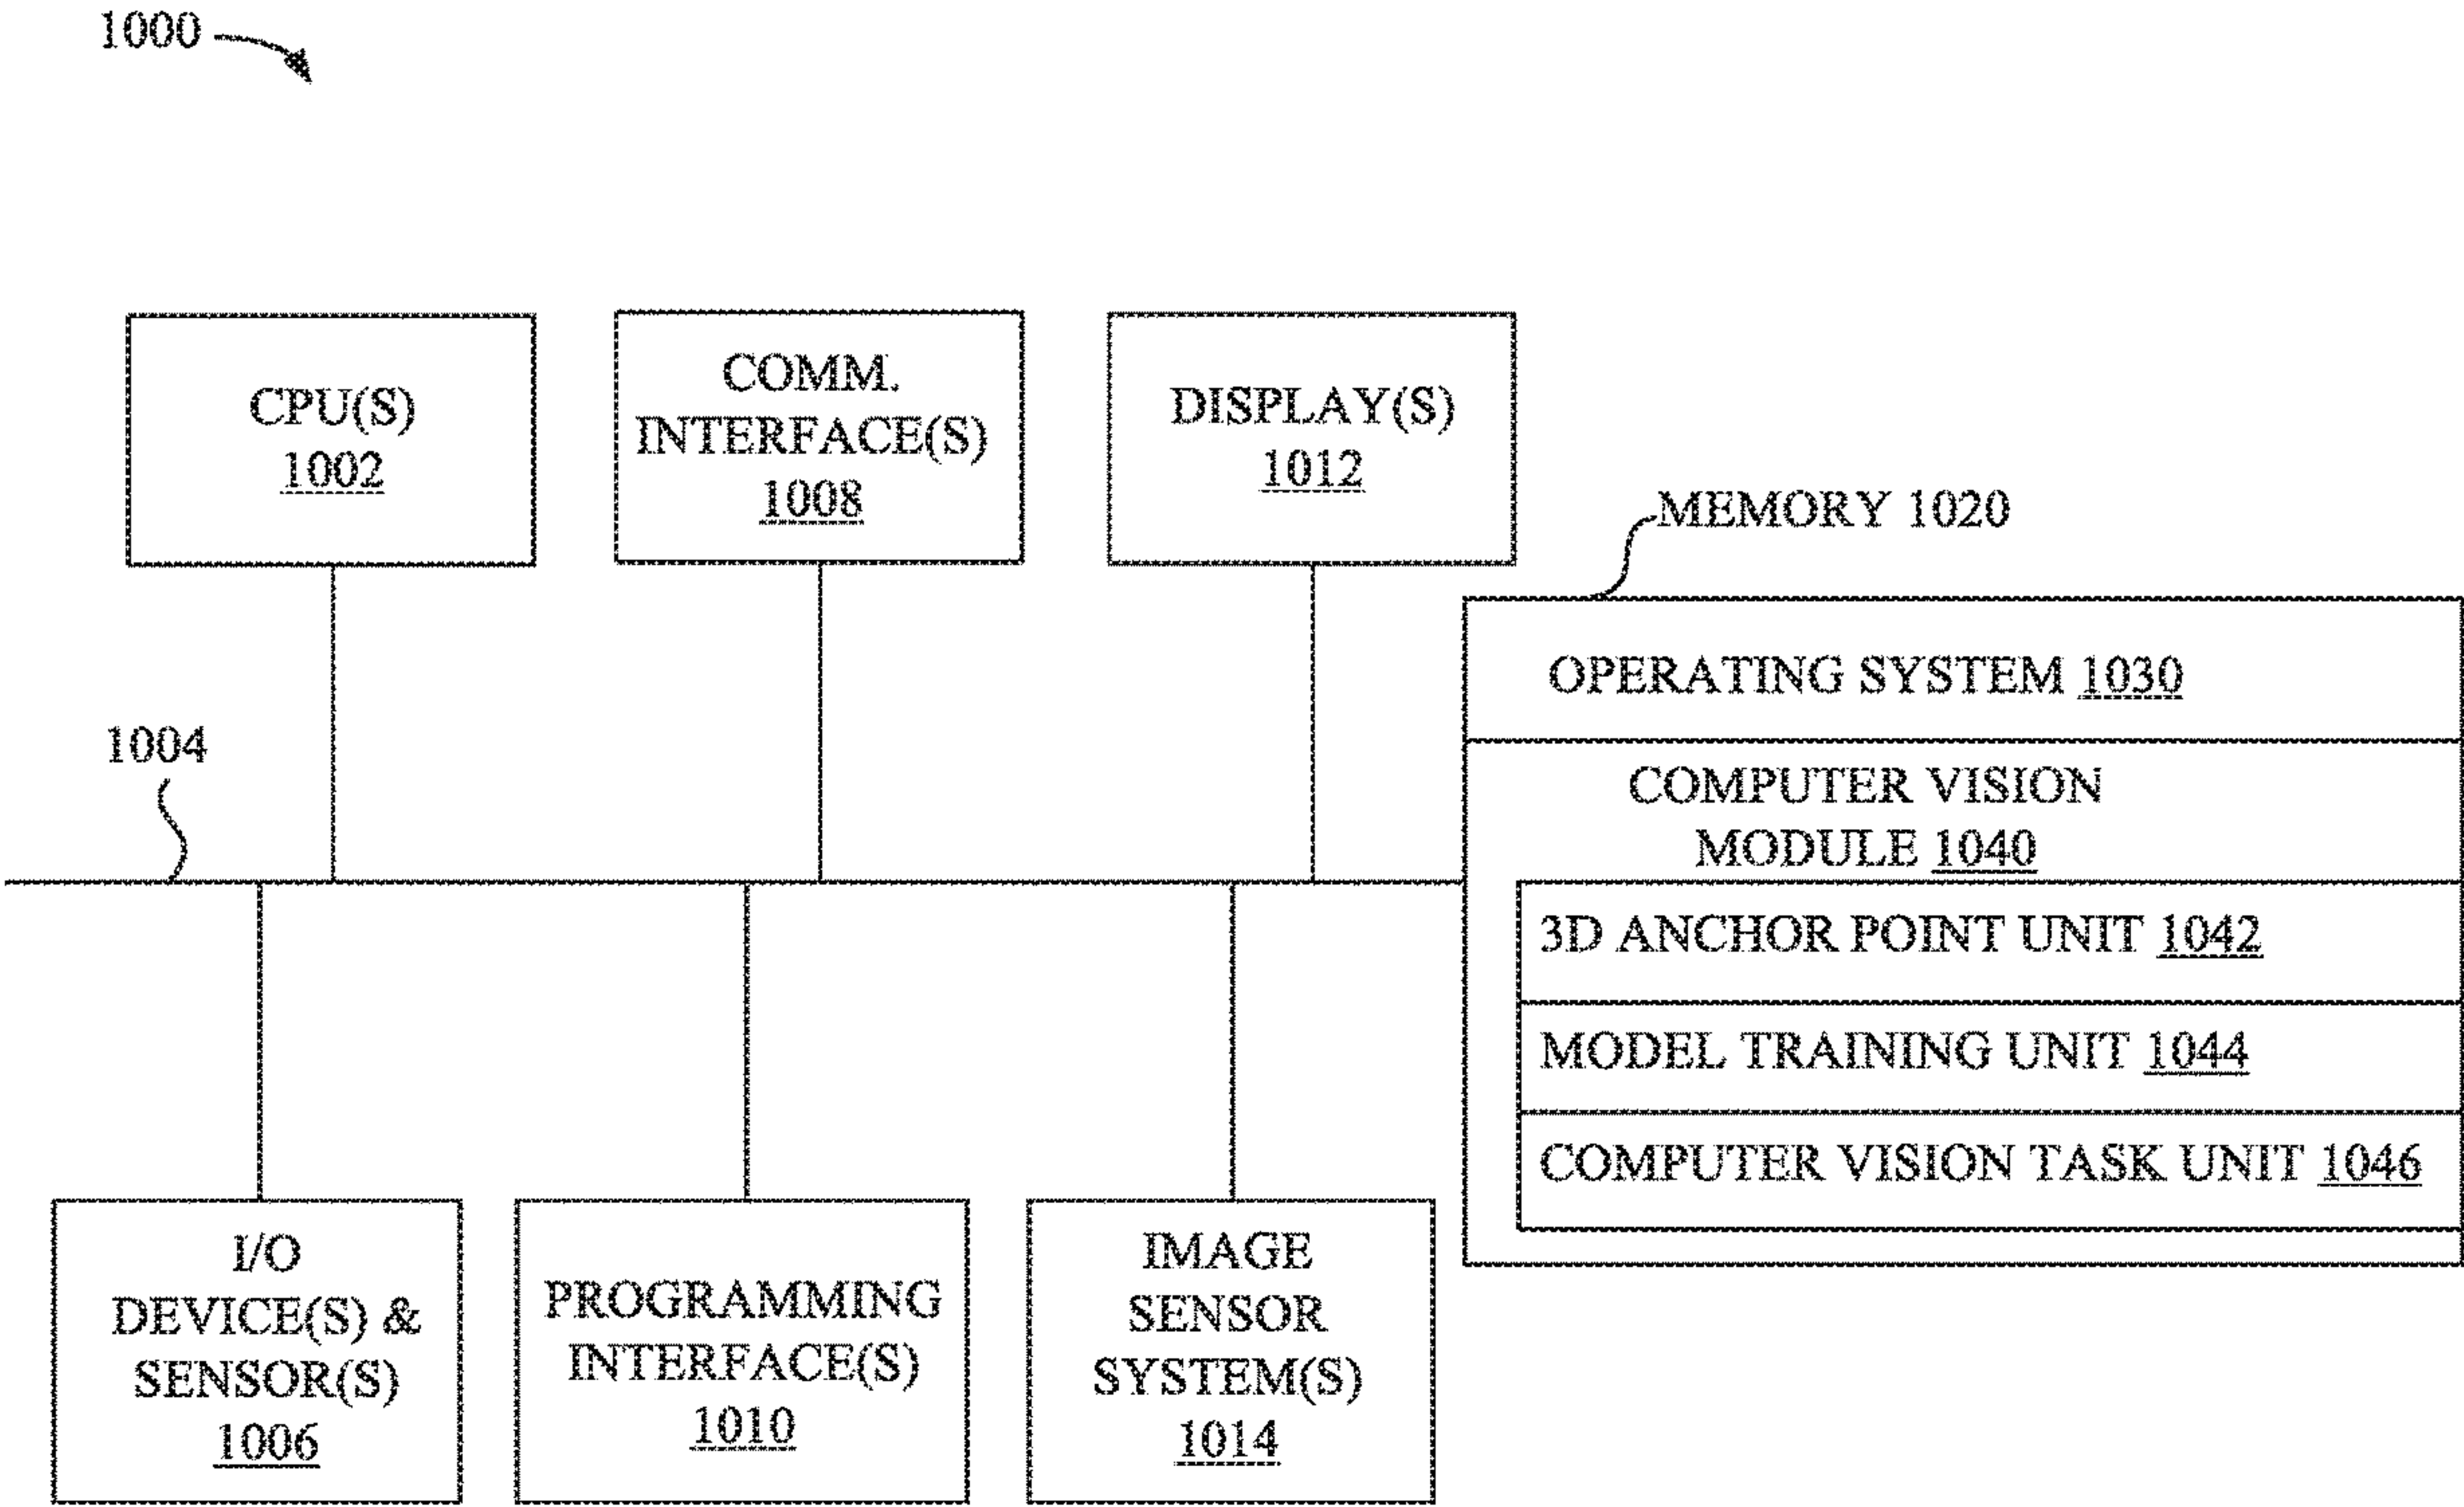 1000
CPU(S)
1002
COMM.
INTERFACE(S)
1008
DISPLAY(S)
1012
MEMORY 1020
OPERATING SYSTEM 1030
COMPUTER VISION
MODULE 1040
3D ANCHOR POINT UNIT 1042
MODEL TRAINING UNIT 1044
COMPUTER VISION TASK UNIT 1046
1004
I/O
DEVICE(S) &
SENSOR(S)
1006
PROGRAMMING
INTERFACE(S)
1010
IMAGE
SENSOR
SYSTEM(S)
1014